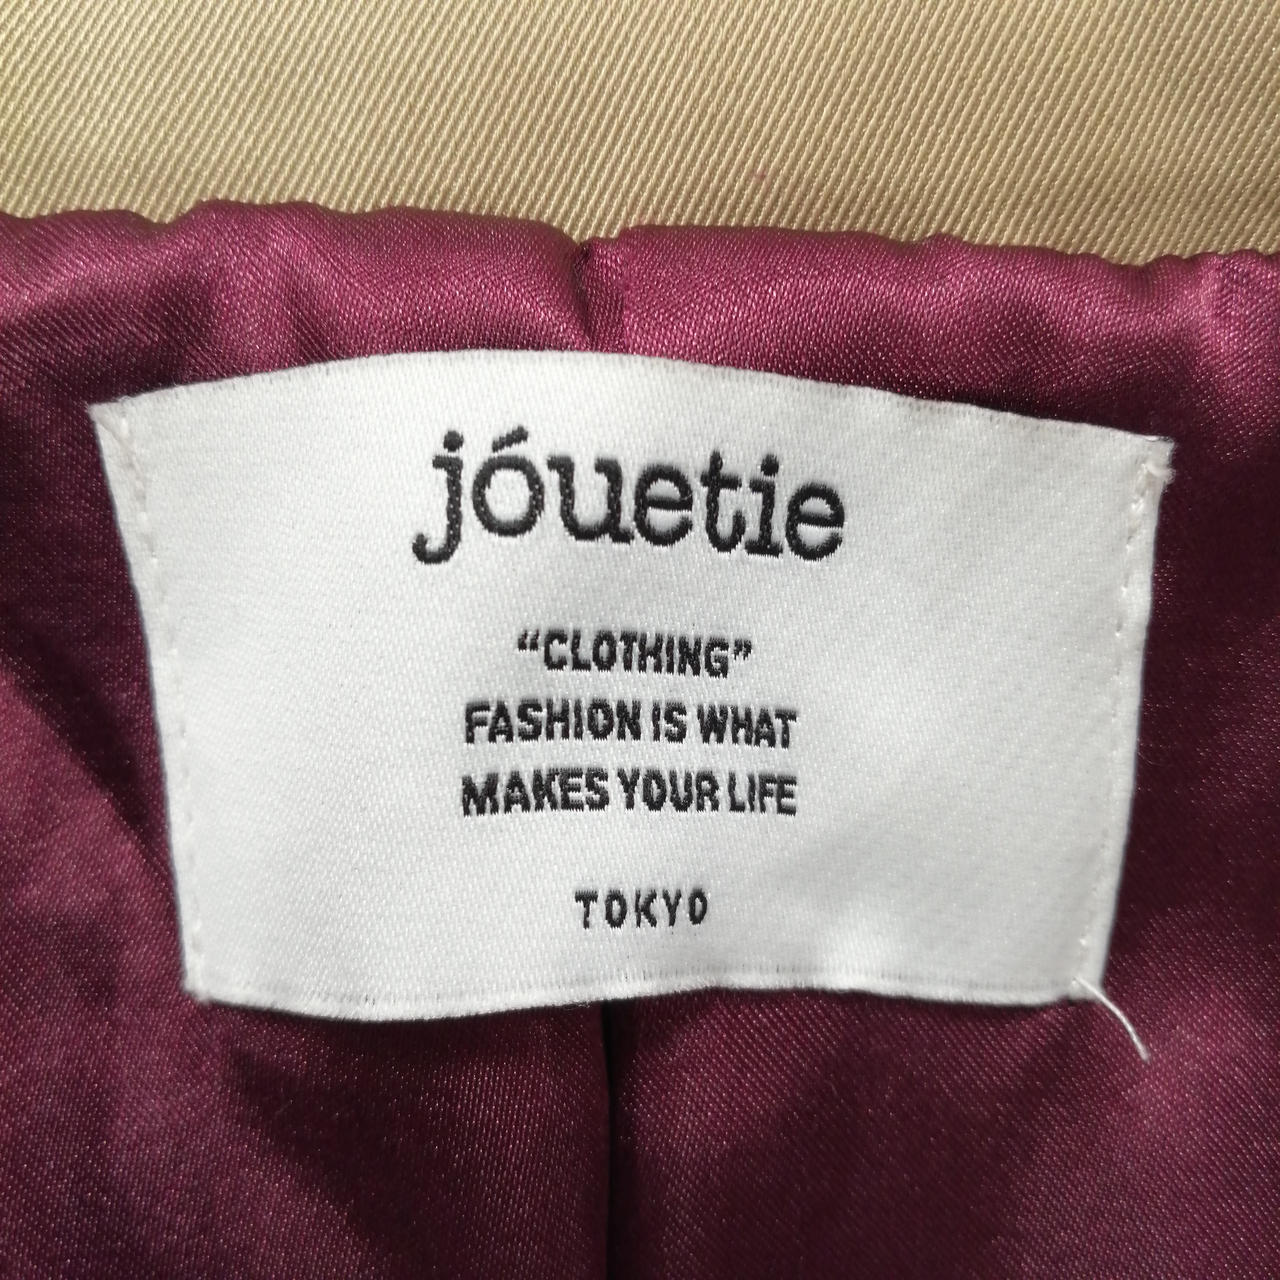 jóuetie
“CLOTHING”
FASHION IS WHAT
MAKES YOUR LIFE
TOKYO